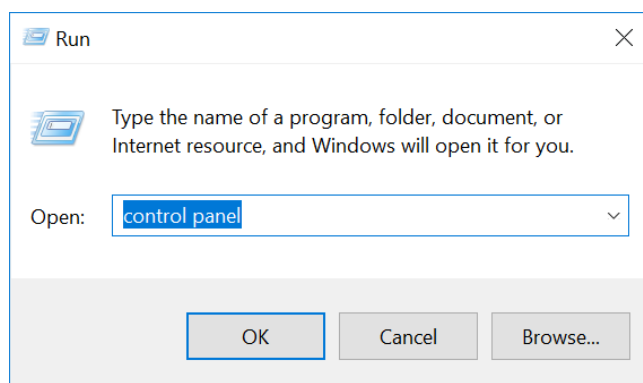 Run
Type the name of a program, folder, document, or
Internet resource, and Windows will open it for you.
Open: control panel
OK Cancel Browse...